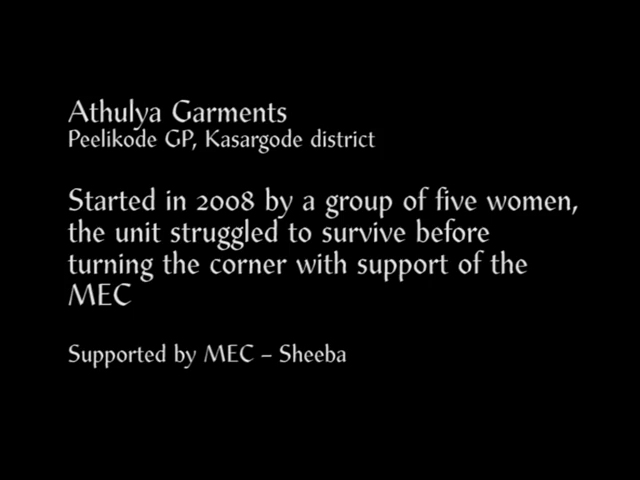 Athulya Garments
Peelikode GP, Kasargode district
Started in 2008 by a group of five women,
the unit struggled to survive before
turning the corner with support of the
MEC
Supported by MEC – Sheeba